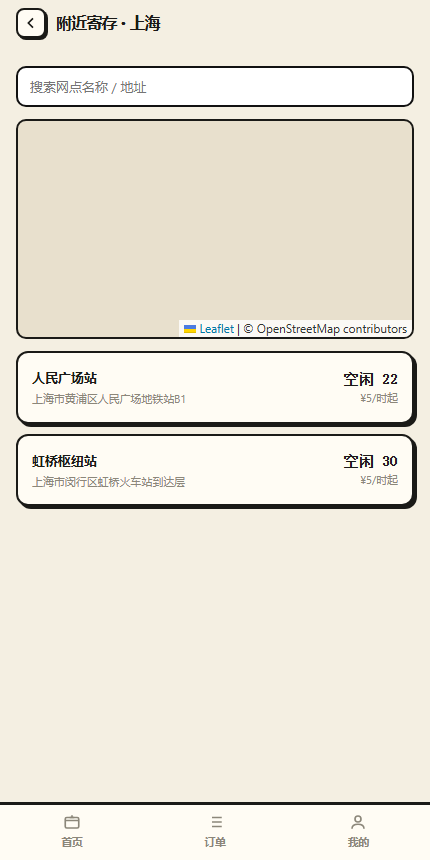 附近寄存 · 上海
搜索网点名称 / 地址
Leaflet | © OpenStreetMap contributors
人民广场站
空闲 22
上海市黄浦区人民广场地铁站B1
¥5/时起
虹桥枢纽站
空闲 30
上海市闵行区虹桥火车站到达层
¥5/时起
首页
订单
我的